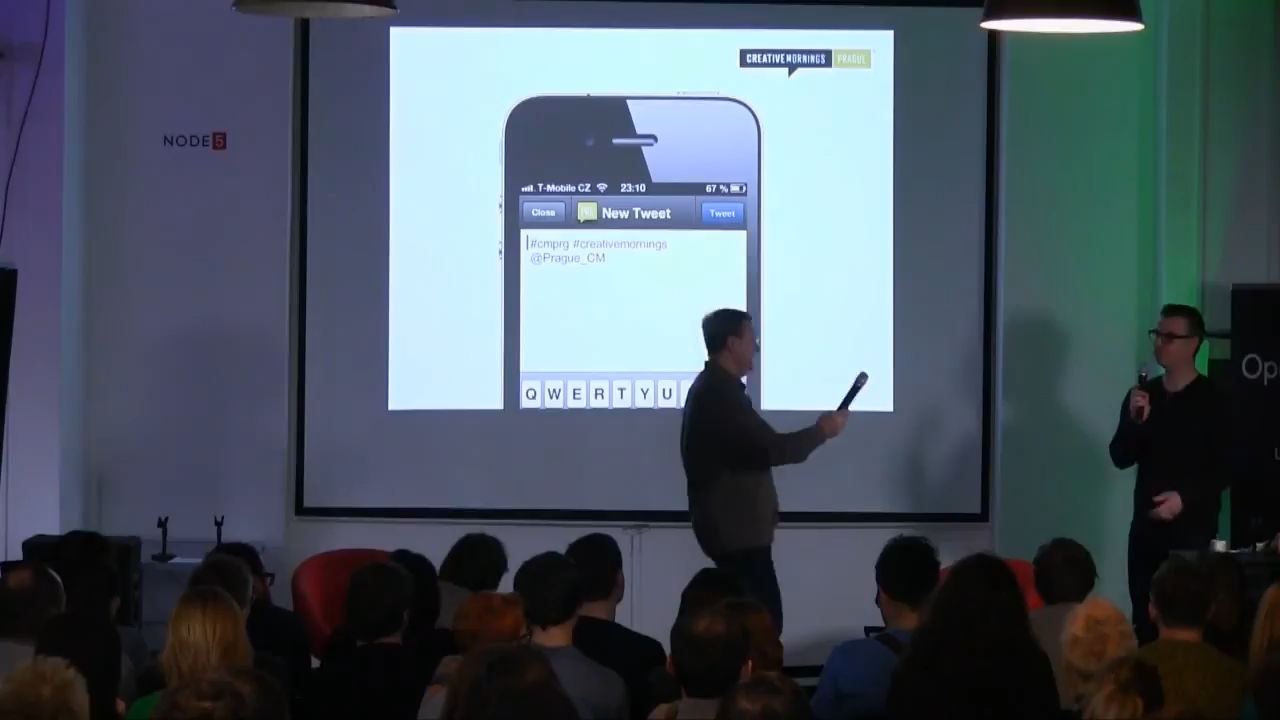 CREATIVEMORNINGS PRAGUE
NODE5
T-Mobile CZ 23:10 67 %
Close New Tweet Tweet
#cmprg #creativemornings
@Prague_CM
Op
Q W E R T Y U